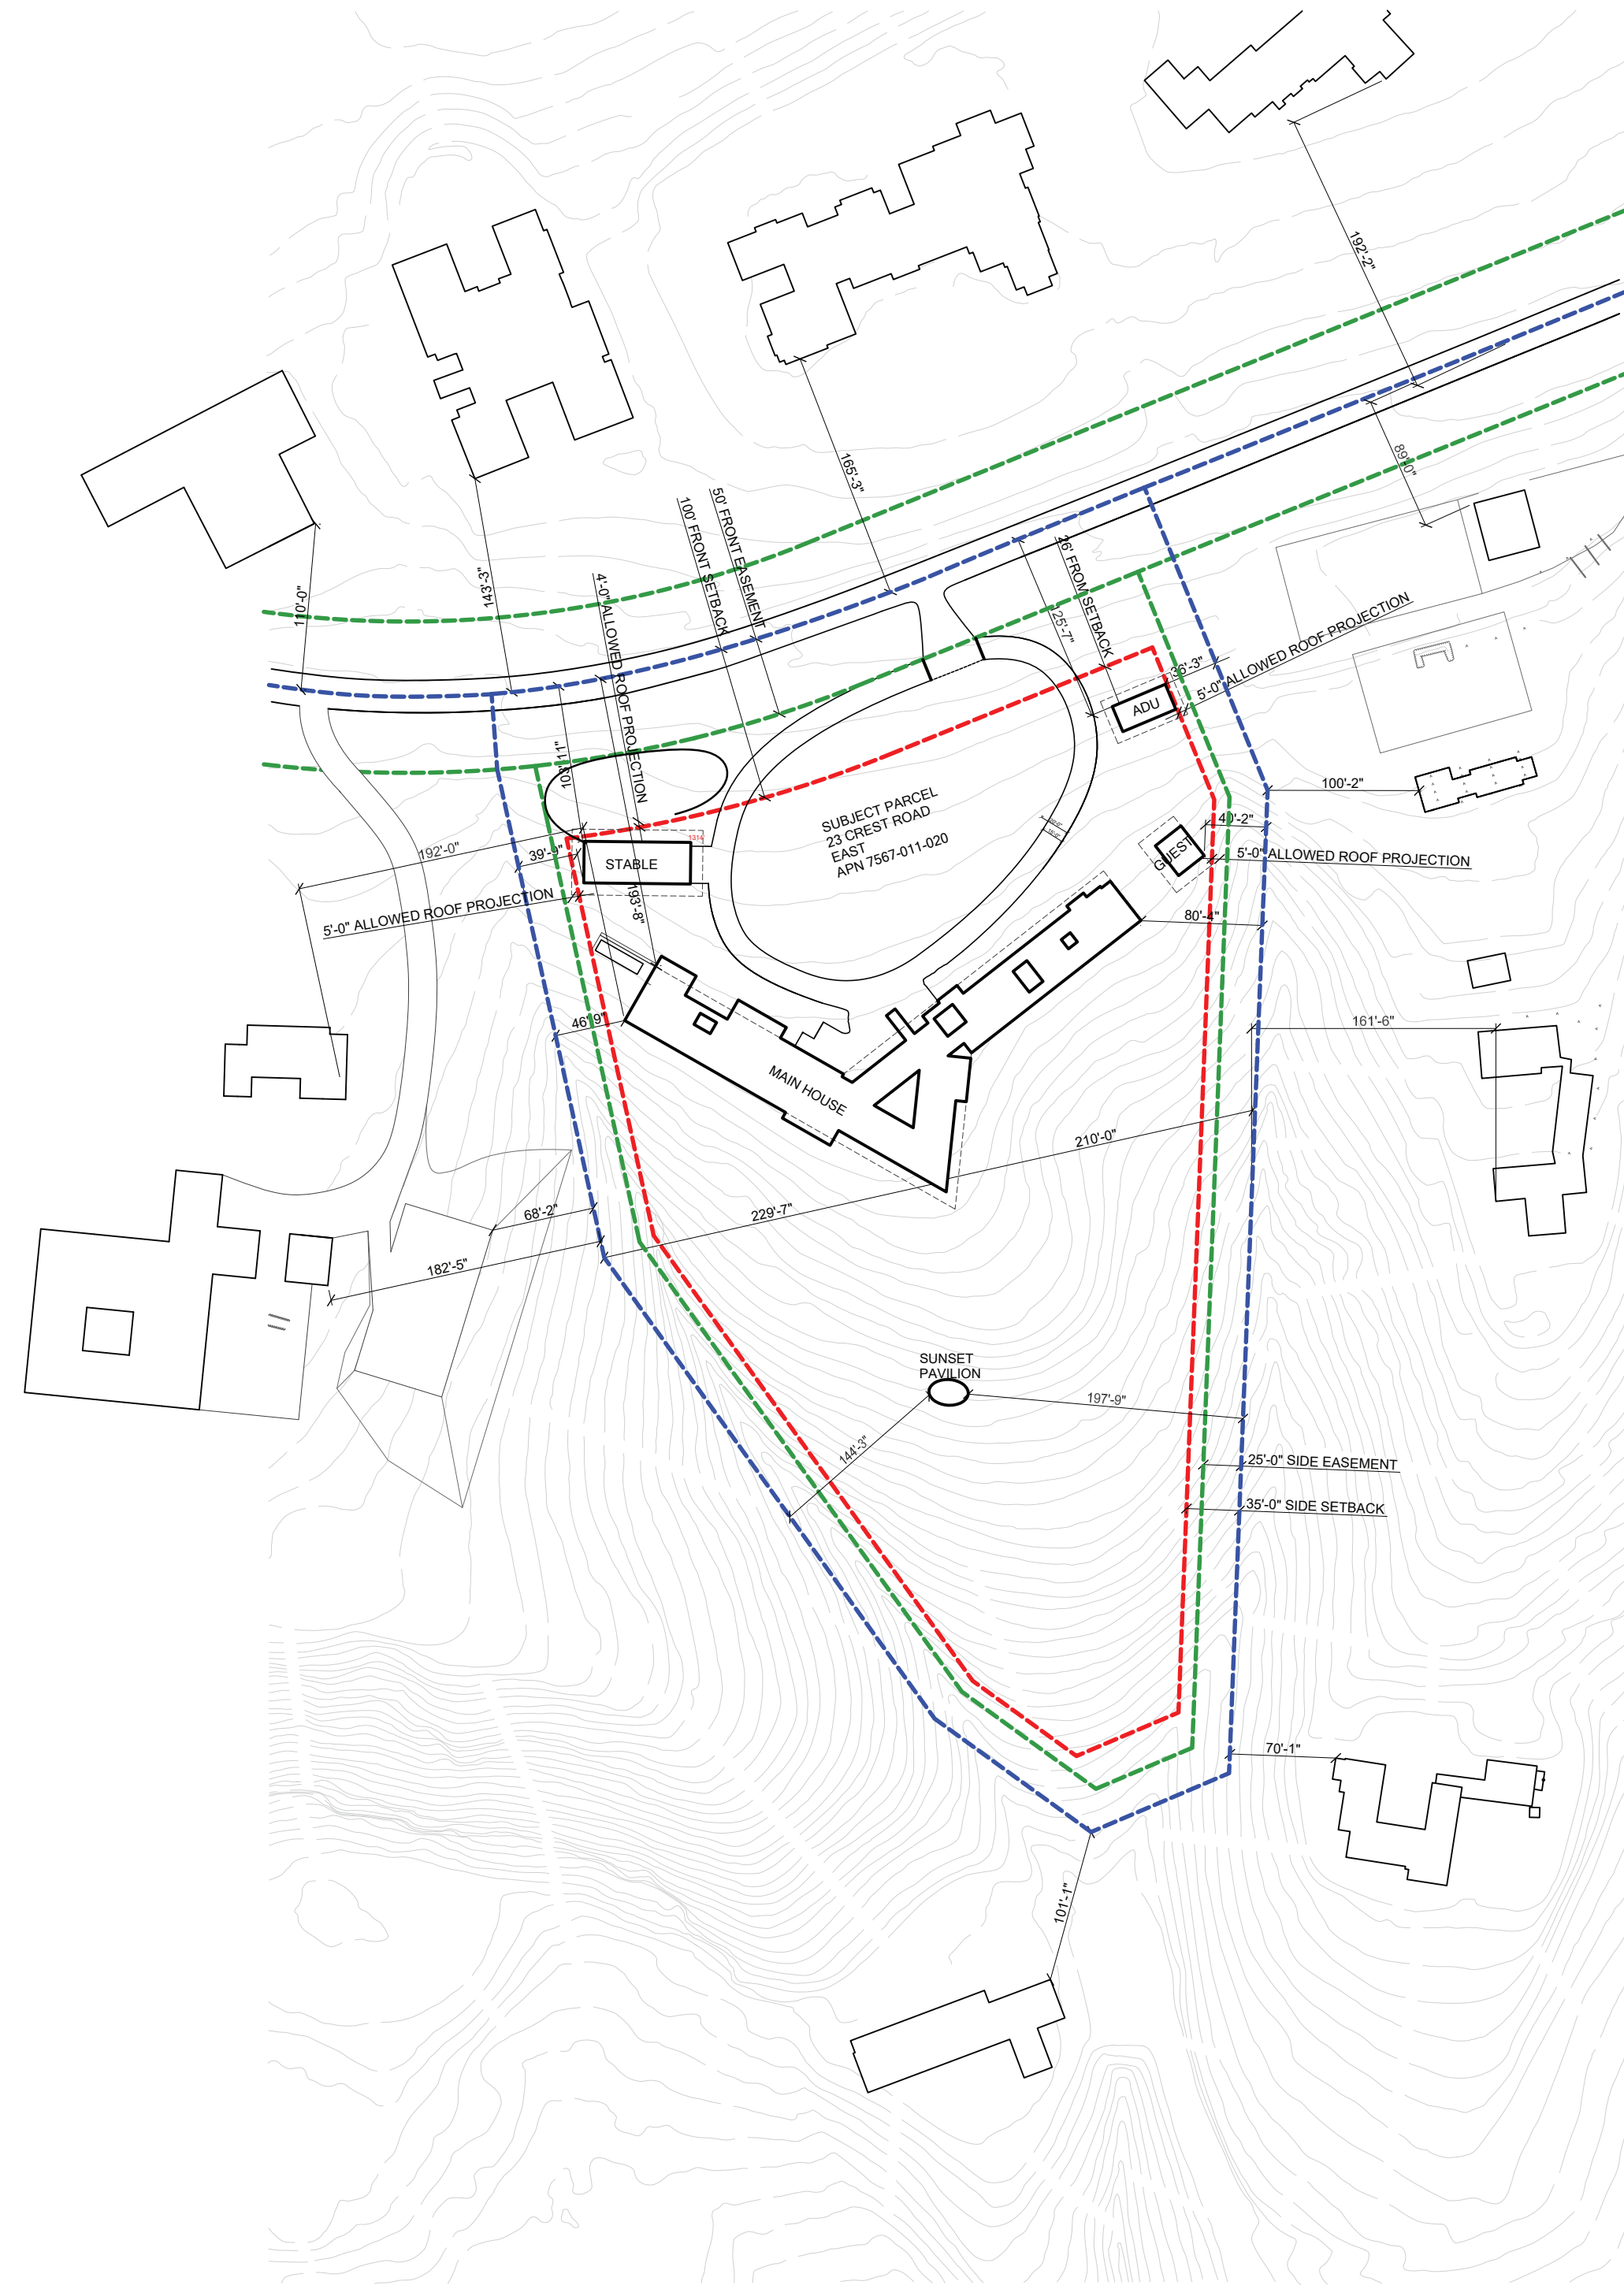 192'-2"
165'-3"
89'-0"
50' FRONT EASEMENT
100' FRONT SETBACK
26' FROM SETBACK
143'-3"
110'-0"
4'-0" ALLOWED ROOF PROJECTION
36'-3"
5'-0" ALLOWED ROOF PROJECTION
ADU
100'-2"
SUBJECT PARCEL
23 CREST ROAD
EAST
APN 7567-011-020
40'-2"
192'-0"
39'-9"
STABLE
1314
GUEST
5'-0" ALLOWED ROOF PROJECTION
5'-0" ALLOWED ROOF PROJECTION
193'-8"
80'-4"
46'-9"
161'-6"
MAIN HOUSE
210'-0"
68'-2"
229'-7"
182'-5"
SUNSET
PAVILION
197'-9"
144'-3"
25'-0" SIDE EASEMENT
35'-0" SIDE SETBACK
70'-1"
101'-1"